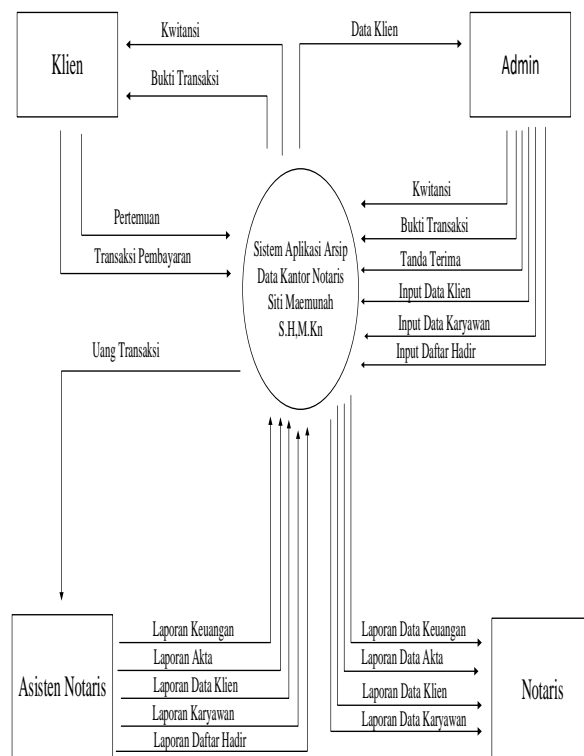 Kwitansi
Data Klien
Klien
Admin
Bukti Transaksi
Kwitansi
Pertemuan
Bukti Transaksi
Transaksi Pembayaran
Tanda Terima
Sistem Aplikasi Arsip
Data Kantor Notaris
Siti Maemunah
S.H,M.Kn
Input Data Klien
Input Data Karyawan
Input Daftar Hadir
Uang Transaksi
Asisten Notaris
Laporan Keuangan
Laporan Akta
Laporan Data Klien
Laporan Karyawan
Laporan Daftar Hadir
Laporan Data Keuangan
Laporan Data Akta
Laporan Data Klien
Laporan Data Karyawan
Notaris